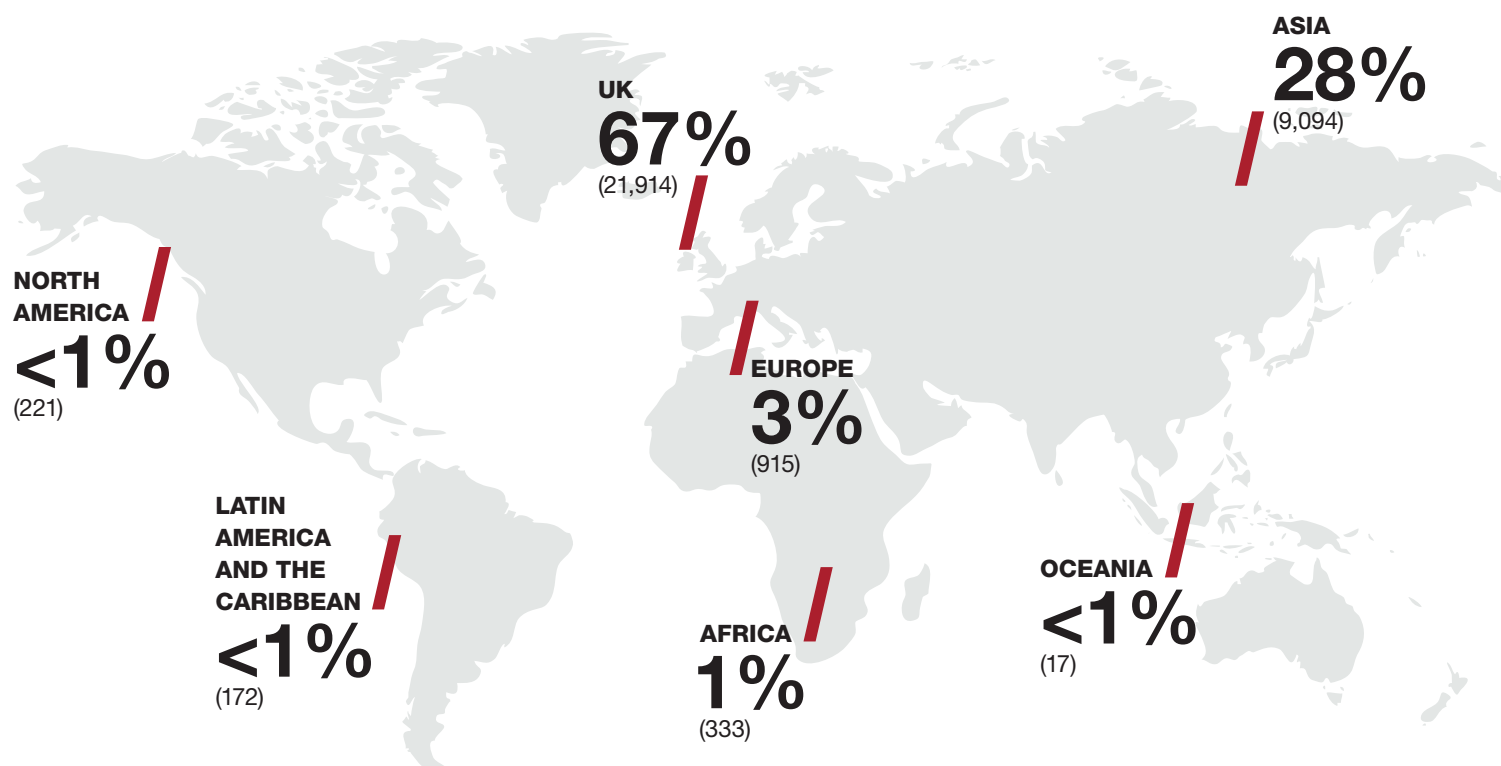 ASIA
28%
(9,094)
UK
67%
(21,914)
NORTH
AMERICA
<1%
(221)
EUROPE
3%
(915)
LATIN
AMERICA
AND THE
CARIBBEAN
<1%
(172)
OCEANIA
<1%
(17)
AFRICA
1%
(333)